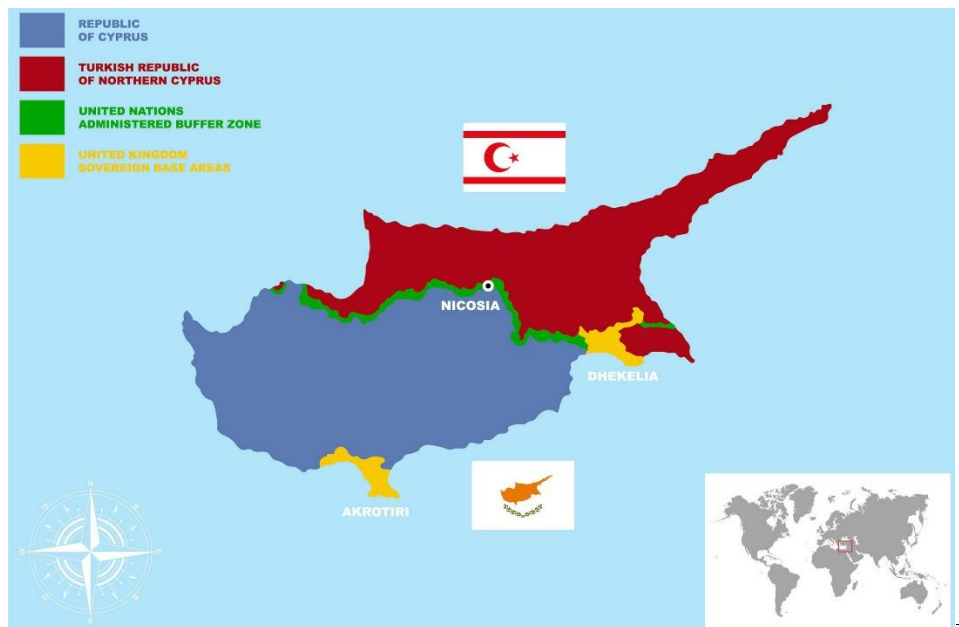 REPUBLIC
OF CYPRUS
TURKISH REPUBLIC
OF NORTHERN CYPRUS
UNITED NATIONS
ADMINISTERED BUFFER ZONE
UNITED KINGDOM
SOVEREIGN BASE AREAS
NICOSIA
DHEKELIA
AKROTIRI
N
W
E
S